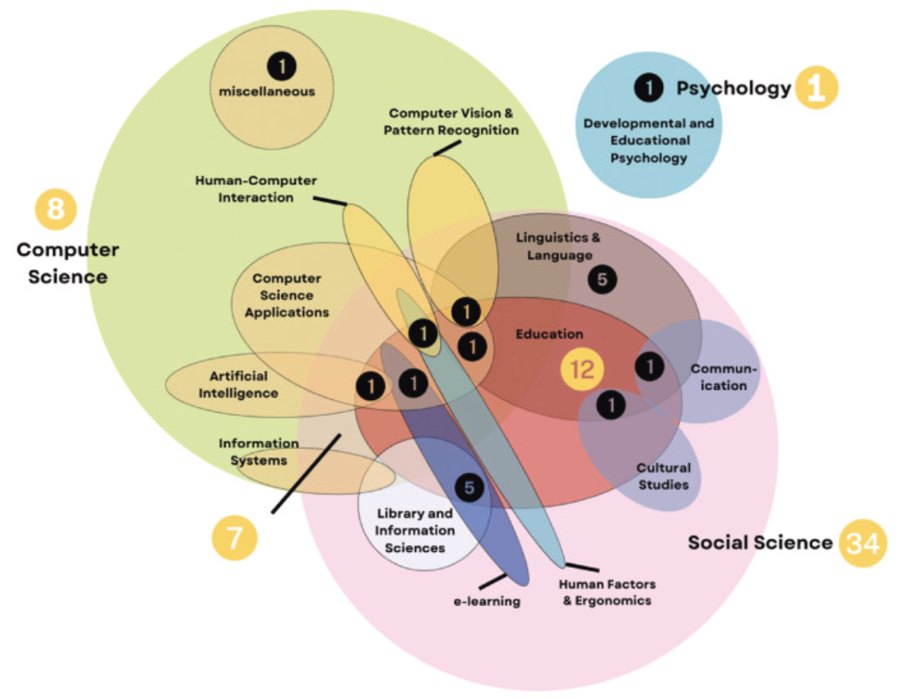 1
miscellaneous
1
Psychology
1
Developmental and
Educational
Psychology
Computer Vision &
Pattern Recognition
Human-Computer
Interaction
8
Computer
Science
Linguistics &
Language
5
Computer
Science
Applications
1
1
1
Education
12
1
Commun-
ication
Artificial
Intelligence
1
1
1
Information
Systems
Cultural
Studies
5
Library and
Information
Sciences
7
Social Science
34
e-learning
Human Factors
& Ergonomics